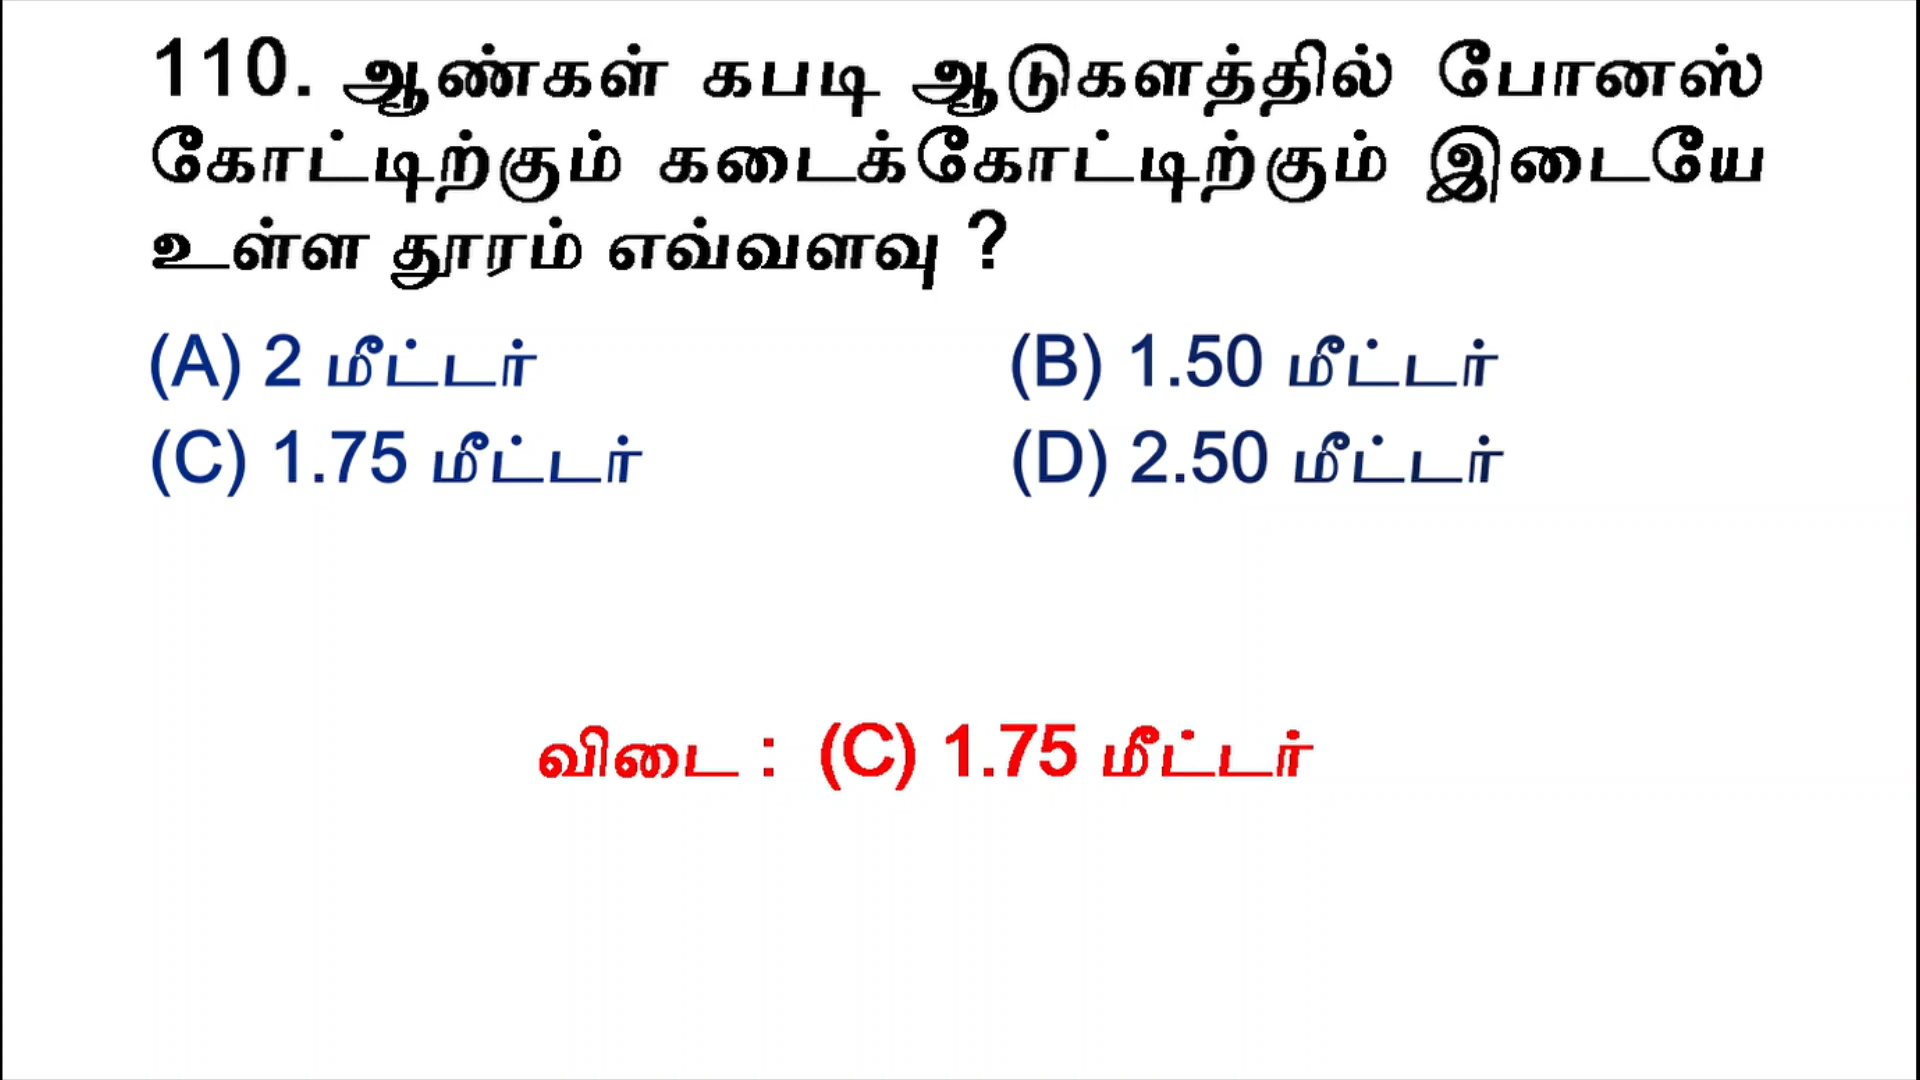 110. ஆண்கள் கபடி ஆடுகளத்தில் போனஸ்
கோட்டிற்கும் கடைக்கோட்டிற்கும் இடையே
உள்ள தூரம் எவ்வளவு ?
(A) 2 மீட்டர் (B) 1.50 மீட்டர்
(C) 1.75 மீட்டர் (D) 2.50 மீட்டர்
விடை : (C) 1.75 மீட்டர்